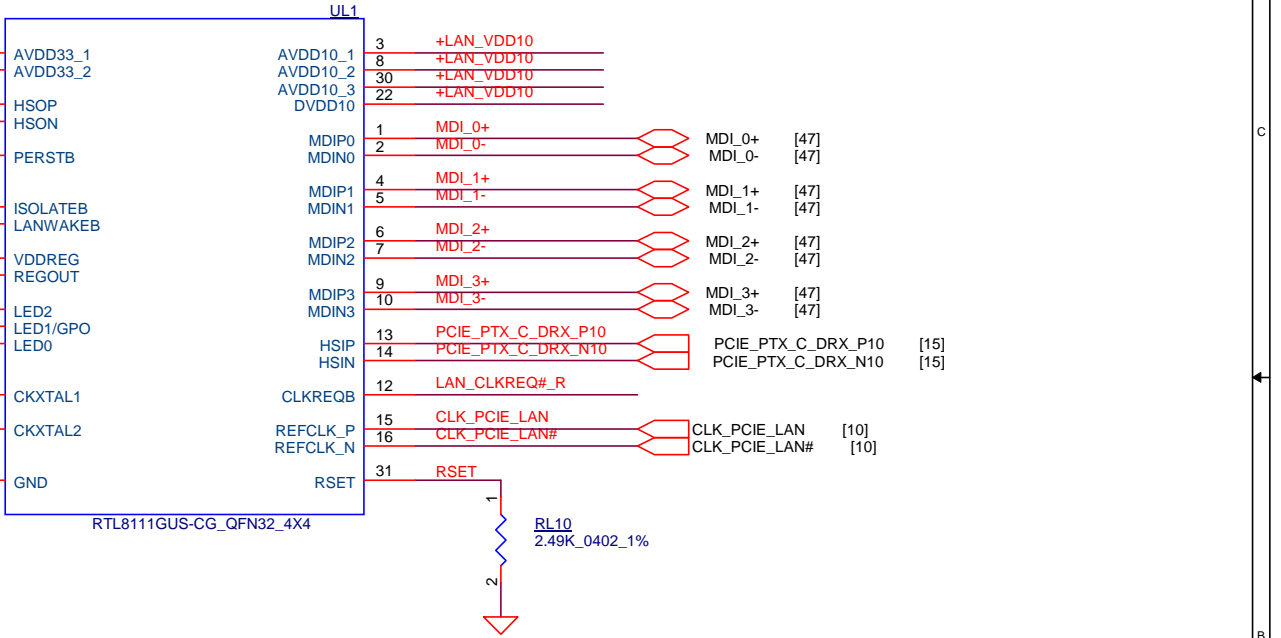 UL1
AVDD33_1 AVDD10_1 3 +LAN_VDD10
AVDD33_2 AVDD10_2 8 +LAN_VDD10
AVDD10_3 30 +LAN_VDD10
HSOP DVDD10 22 +LAN_VDD10
HSON
MDIP0 1 MDI_0+ MDI_0+ [47]
PERSTB MDIN0 2 MDI_0- MDI_0- [47]
MDIP1 4 MDI_1+ MDI_1+ [47]
ISOLATEB MDIN1 5 MDI_1- MDI_1- [47]
LANWAKEB
MDIP2 6 MDI_2+ MDI_2+ [47]
VDDREG MDIN2 7 MDI_2- MDI_2- [47]
REGOUT
MDIP3 9 MDI_3+ MDI_3+ [47]
LED2 MDIN3 10 MDI_3- MDI_3- [47]
LED1/GPO
LED0 HSIP 13 PCIE_PTX_C_DRX_P10 PCIE_PTX_C_DRX_P10 [15]
HSIN 14 PCIE_PTX_C_DRX_N10 PCIE_PTX_C_DRX_N10 [15]
CKXTAL1 CLKREQB 12 LAN_CLKREQ#_R
CKXTAL2 REFCLK_P 15 CLK_PCIE_LAN CLK_PCIE_LAN [10]
REFCLK_N 16 CLK_PCIE_LAN# CLK_PCIE_LAN# [10]
GND RSET 31 RSET
RTL8111GUS-CG_QFN32_4X4
1
RL10
2.49K_0402_1%
2
C
B